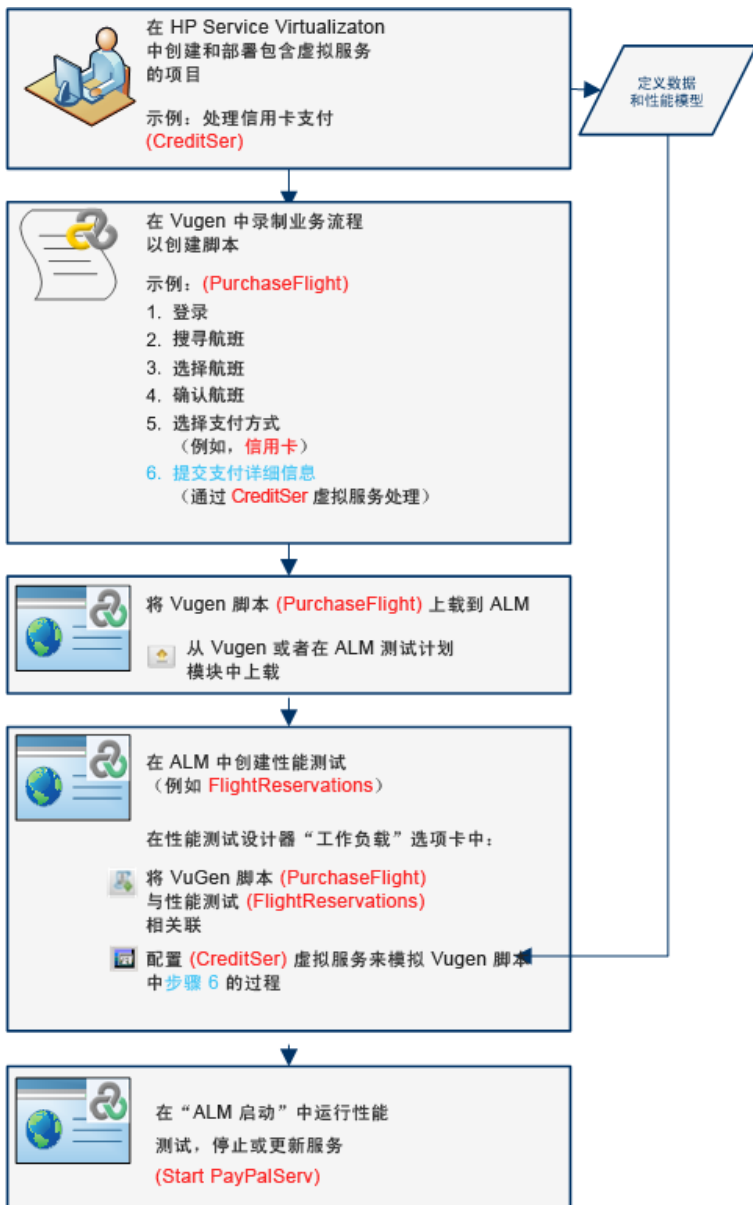 在 HP Service Virtualizaton
中创建和部署包含虚拟服务
的项目
示例：处理信用卡支付
(CreditSer)
定义数据
和性能模型
在 Vugen 中录制业务流程
以创建脚本
示例：(PurchaseFlight)
1. 登录
2. 搜寻航班
3. 选择航班
4. 确认航班
5. 选择支付方式
（例如，信用卡）
6. 提交支付详细信息
（通过 CreditSer 虚拟服务处理）
将 Vugen 脚本 (PurchaseFlight) 上载到 ALM
从 Vugen 或者在 ALM 测试计划
模块中上载
在 ALM 中创建性能测试
（例如 FlightReservations）
在性能测试设计器“工作负载”选项卡中：
将 VuGen 脚本 (PurchaseFlight)
与性能测试 (FlightReservations)
相关联
配置 (CreditSer) 虚拟服务来模拟 Vugen 脚本
中步骤 6 的过程
在“ALM 启动”中运行性能
测试，停止或更新服务
(Start PayPalServ)